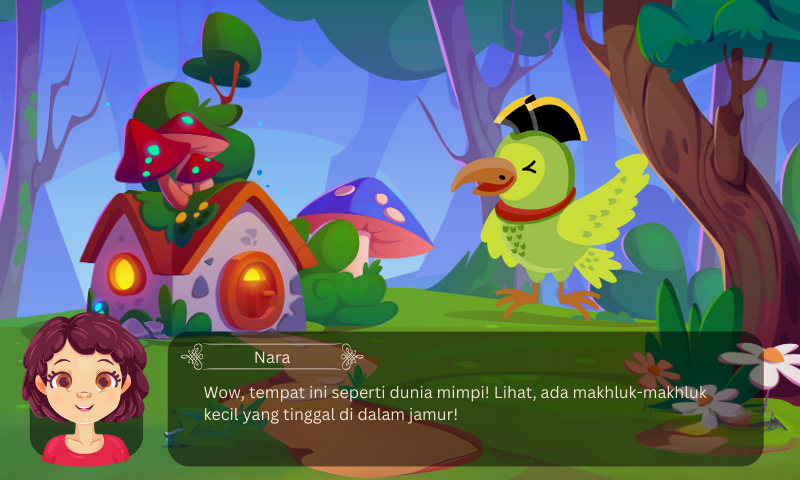 Nara
Wow, tempat ini seperti dunia mimpi! Lihat, ada makhluk-makhluk
kecil yang tinggal di dalam jamur!